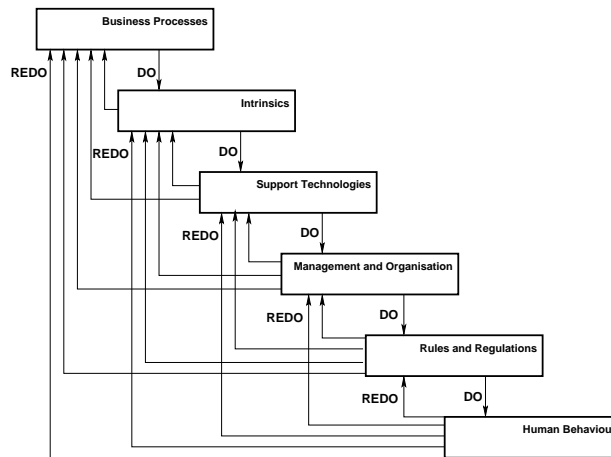 Business Processes
REDO
DO
Intrinsics
REDO
DO
Support Technologies
REDO
DO
Management and Organisation
REDO
DO
Rules and Regulations
REDO
DO
Human Behaviou